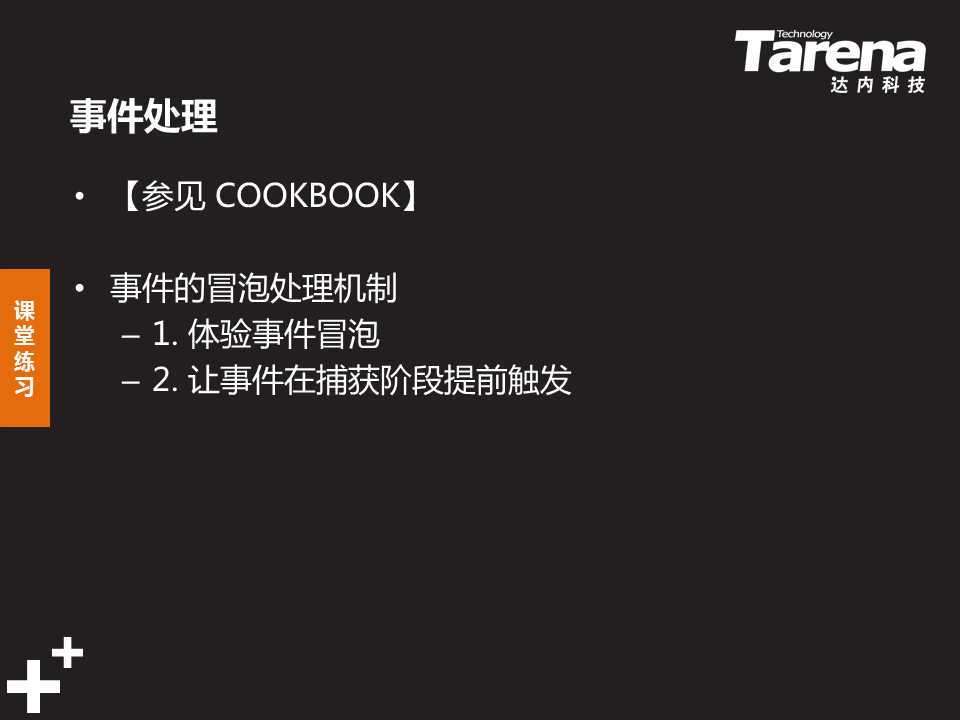 Technology
Tarena
达内科技
事件处理
• 【参见 COOKBOOK】
• 事件的冒泡处理机制
– 1. 体验事件冒泡
– 2. 让事件在捕获阶段提前触发
课
堂
练
习